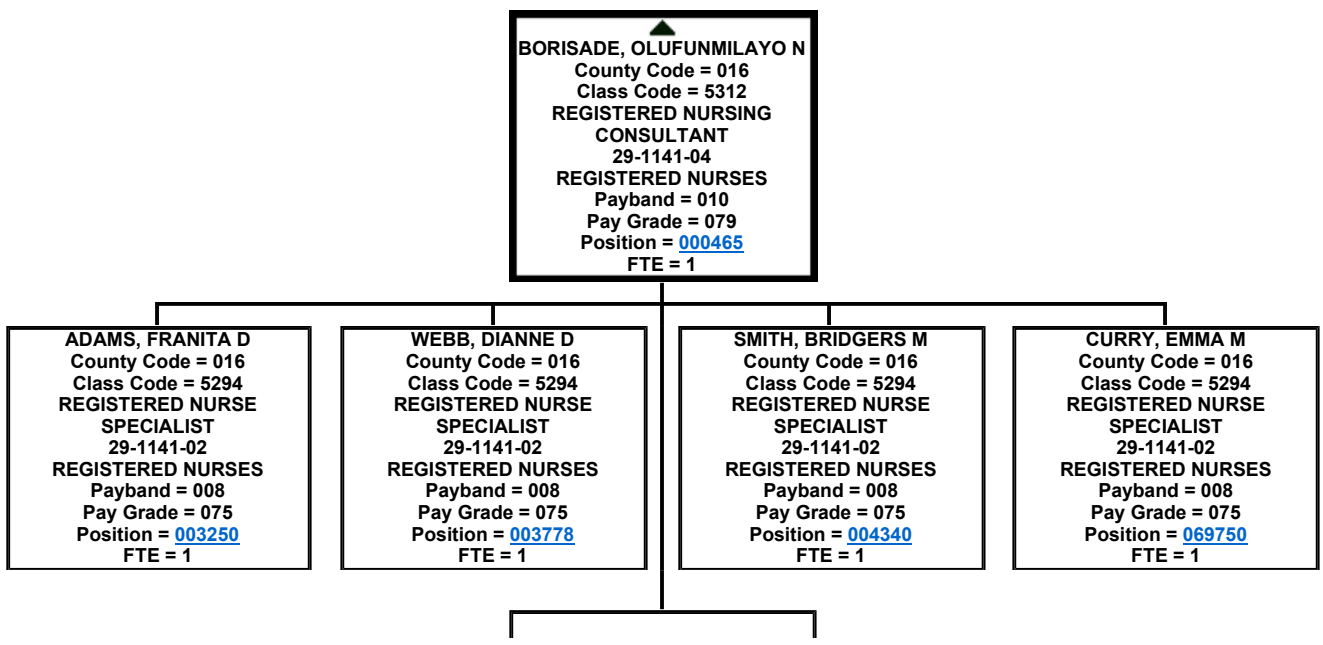 BORISADE, OLUFUNMILAYO N
County Code = 016
Class Code = 5312
REGISTERED NURSING
CONSULTANT
29-1141-04
REGISTERED NURSES
Payband = 010
Pay Grade = 079
Position = 000465
FTE = 1
ADAMS, FRANITA D
County Code = 016
Class Code = 5294
REGISTERED NURSE
SPECIALIST
29-1141-02
REGISTERED NURSES
Payband = 008
Pay Grade = 075
Position = 003250
FTE = 1
WEBB, DIANNE D
County Code = 016
Class Code = 5294
REGISTERED NURSE
SPECIALIST
29-1141-02
REGISTERED NURSES
Payband = 008
Pay Grade = 075
Position = 003778
FTE = 1
SMITH, BRIDGERS M
County Code = 016
Class Code = 5294
REGISTERED NURSE
SPECIALIST
29-1141-02
REGISTERED NURSES
Payband = 008
Pay Grade = 075
Position = 004340
FTE = 1
CURRY, EMMA M
County Code = 016
Class Code = 5294
REGISTERED NURSE
SPECIALIST
29-1141-02
REGISTERED NURSES
Payband = 008
Pay Grade = 075
Position = 069750
FTE = 1